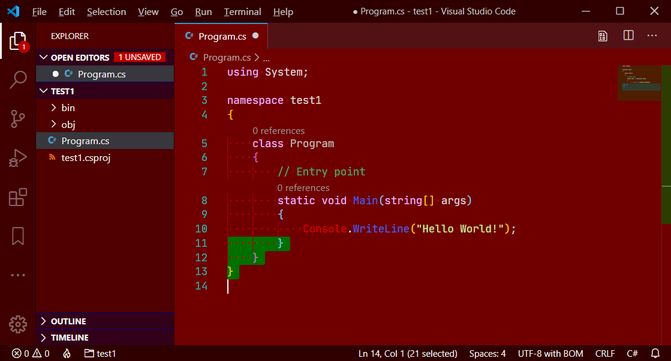 File Edit Selection View Go Run Terminal Help
● Program.cs - test1 - Visual Studio Code
EXPLORER
OPEN EDITORS 1 UNSAVED
Program.cs
TEST1
bin
obj
Program.cs
test1.csproj
OUTLINE
TIMELINE
1
Program.cs
Program.cs > ...
1 using System;
2
3 namespace test1
4 {
0 references
5 class Program
6 {
7 // Entry point
0 references
8 static void Main(string[] args)
9 {
10 Console.WriteLine("Hello World!");
11 }
12 }
13 }
14
0 0 test1 Ln 14, Col 1 (21 selected) Spaces: 4 UTF-8 with BOM CRLF C#